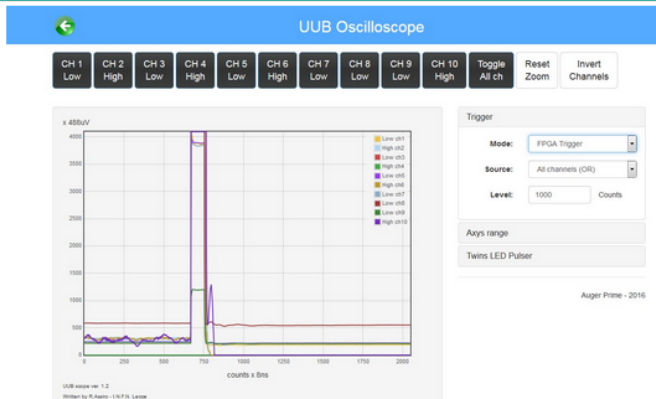 UUB Oscilloscope
CH 1 CH 2 CH 3 CH 4 CH 5 CH 6 CH 7 CH 8 CH 9 CH 10 Toggle Reset Invert
Low High Low High Low High Low Low Low High All ch Zoom Channels
x 488uV
4000
3500
3000
2500
2000
1500
1000
500
0
Low ch1
High ch2
Low ch3
High ch4
Low ch5
High ch6
Low ch7
Low ch8
Low ch9
High ch10
0 250 500 750 1000 1250 1500 1750 2000
counts x 8ns
UUB scope ver. 1.2
Written by R.Assiro - I.N.F.N. Lecce
Trigger
Mode: FPGA Trigger
Source: All channels (OR)
Level: 1000 Counts
Axys range
Twins LED Pulser
Auger Prime - 2016